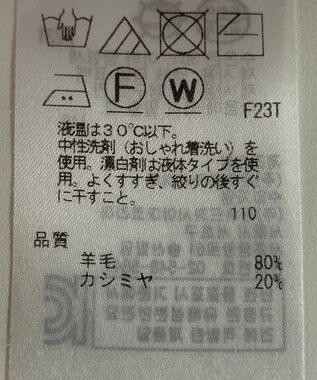 F
W
F23T
液温は30℃以下。
中性洗剤（おしゃれ着洗い）を
使用。漂白剤は液体タイプを使
用。よくすすぎ、絞りの後すぐ
に干すこと。
110
品質
羊毛 80%
カシミヤ 20%